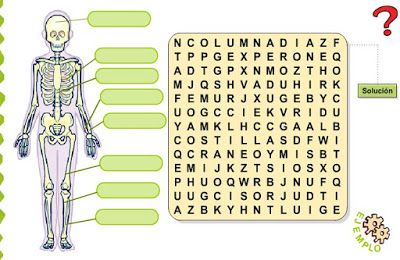 ?
N C O L U M N A D I A Z F
T P P G E X P E R O N E Q
A D T G P X N M O Z T H O
M J Q S H V A D U H I R K
F E M U R J X U G E B Y C
U O G C C I E K V R I D U
Y A M K L H C C G A A L B
C O S T I L L A S D F W I
Q C R A N E O Y M I S B T
E M I J K Z T S I O S X O
P H U O Q W R B J N U F Q
U U G C I S O R J U D T I
A Z B K Y H N T L U I G E
Solución
EJEMPLO